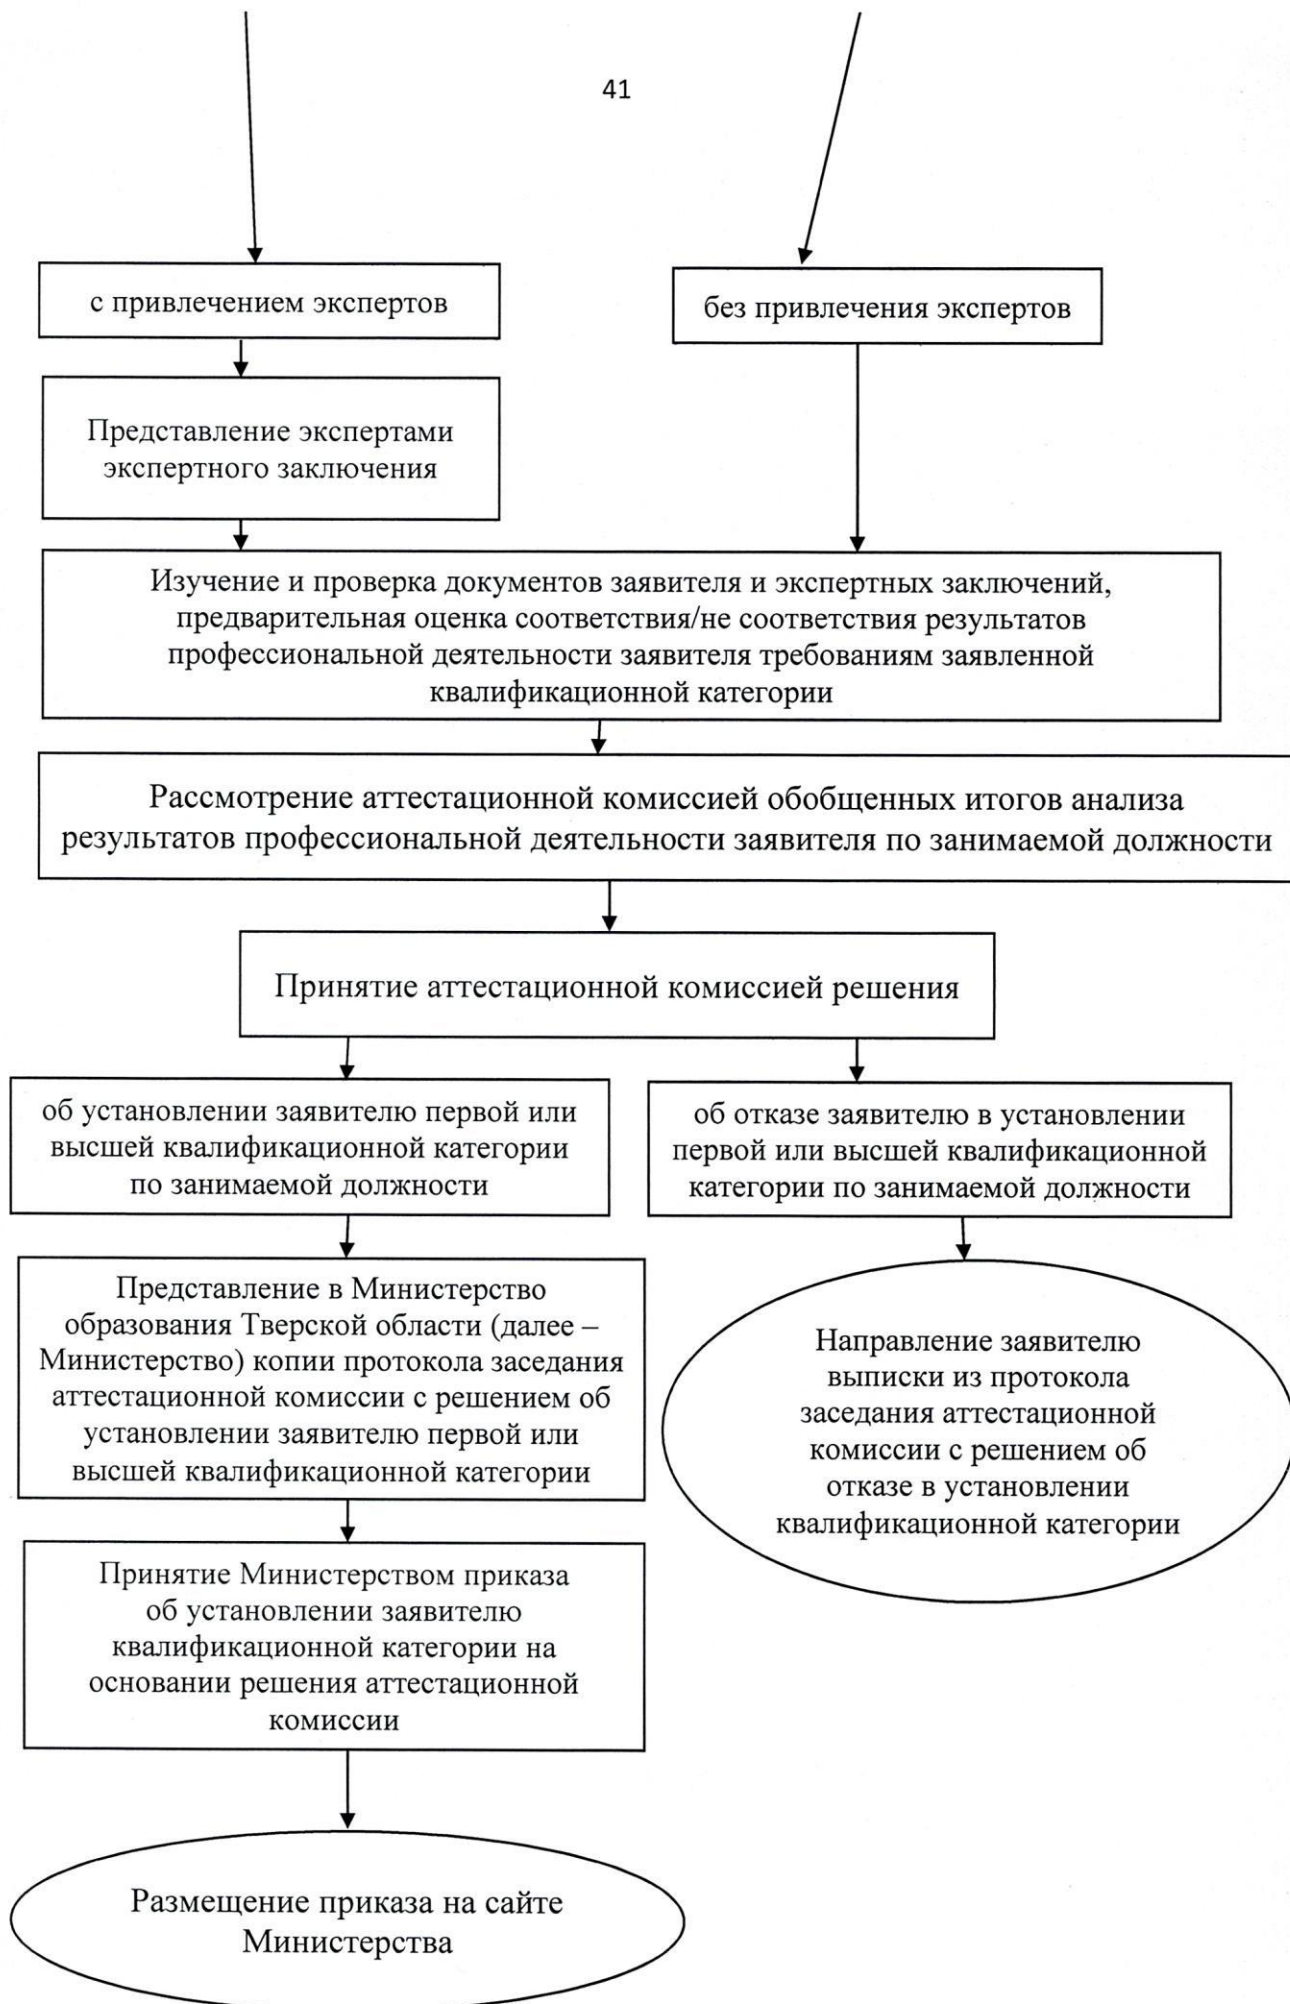 41
с привлечением экспертов
без привлечения экспертов
Представление экспертами
экспертного заключения
Изучение и проверка документов заявителя и экспертных заключений,
предварительная оценка соответствия/не соответствия результатов
профессиональной деятельности заявителя требованиям заявленной
квалификационной категории
Рассмотрение аттестационной комиссией обобщенных итогов анализа
результатов профессиональной деятельности заявителя по занимаемой должности
Принятие аттестационной комиссией решения
об установлении заявителю первой или
высшей квалификационной категории
по занимаемой должности
об отказе заявителю в установлении
первой или высшей квалификационной
категории по занимаемой должности
Представление в Министерство
образования Тверской области (далее –
Министерство) копии протокола заседания
аттестационной комиссии с решением об
установлении заявителю первой или
высшей квалификационной категории
Направление заявителю
выписки из протокола
заседания аттестационной
комиссии с решением об
отказе в установлении
квалификационной категории
Принятие Министерством приказа
об установлении заявителю
квалификационной категории на
основании решения аттестационной
комиссии
Размещение приказа на сайте
Министерства